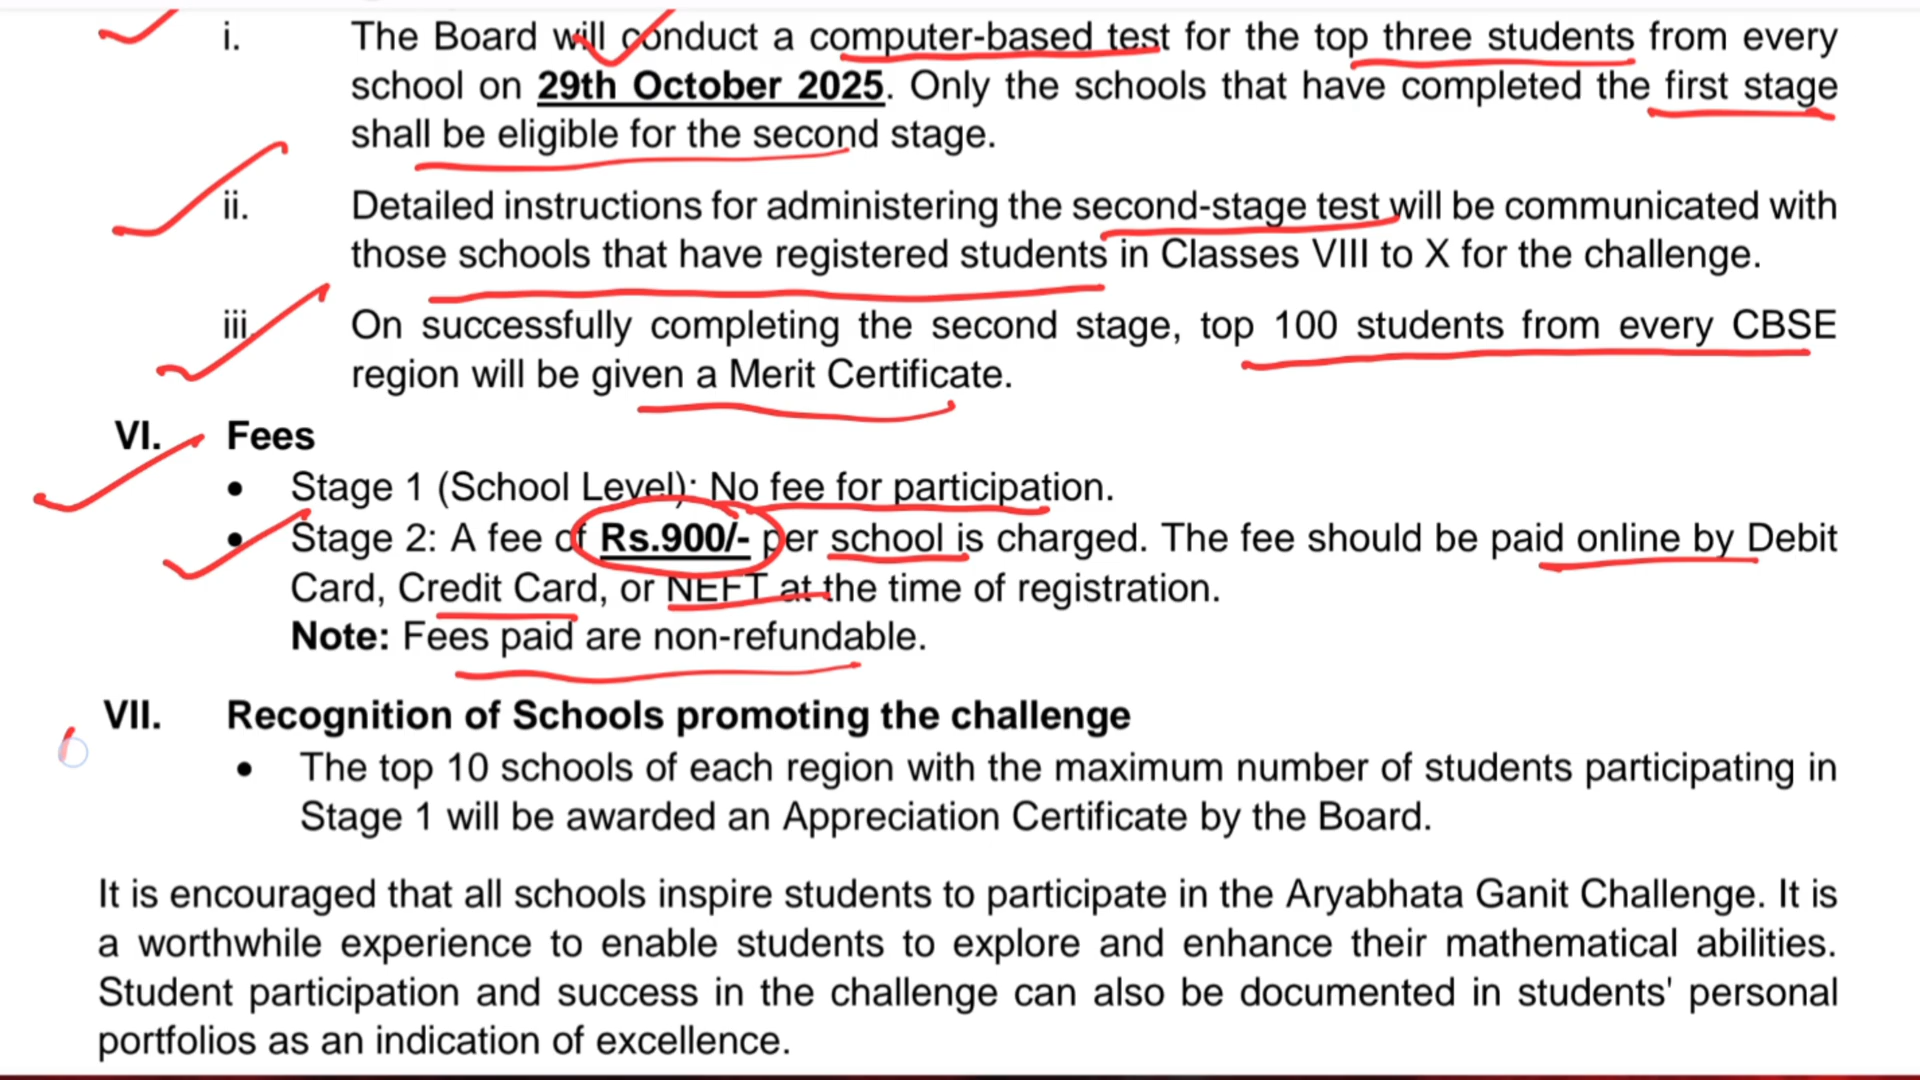 i. The Board will conduct a computer-based test for the top three students from every
school on 29th October 2025. Only the schools that have completed the first stage
shall be eligible for the second stage.
ii. Detailed instructions for administering the second-stage test will be communicated with
those schools that have registered students in Classes VIII to X for the challenge.
iii. On successfully completing the second stage, top 100 students from every CBSE
region will be given a Merit Certificate.
VI. Fees
• Stage 1 (School Level): No fee for participation.
• Stage 2: A fee of Rs.900/- per school is charged. The fee should be paid online by Debit
Card, Credit Card, or NEFT at the time of registration.
Note: Fees paid are non-refundable.
VII. Recognition of Schools promoting the challenge
• The top 10 schools of each region with the maximum number of students participating in
Stage 1 will be awarded an Appreciation Certificate by the Board.
It is encouraged that all schools inspire students to participate in the Aryabhata Ganit Challenge. It is
a worthwhile experience to enable students to explore and enhance their mathematical abilities.
Student participation and success in the challenge can also be documented in students' personal
portfolios as an indication of excellence.